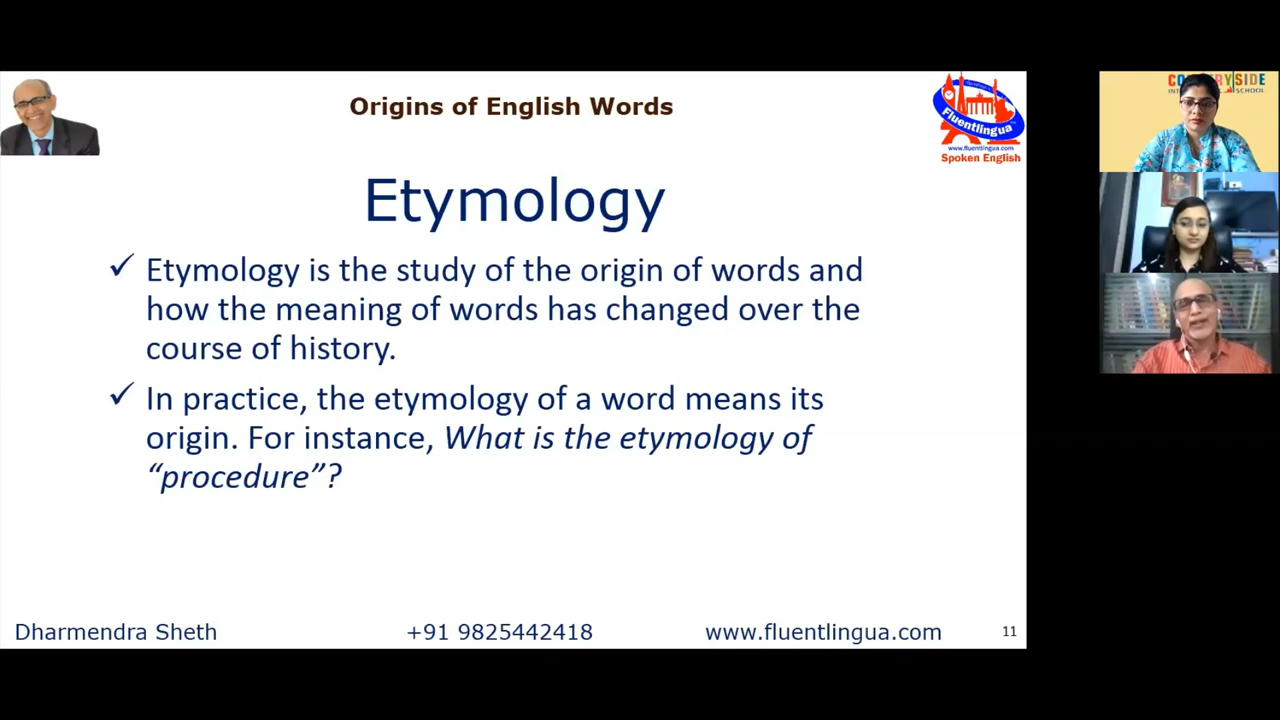 Origins of English Words
Fluentlingua
www.fluentlingua.com
Spoken English
Etymology
✓ Etymology is the study of the origin of words and
how the meaning of words has changed over the
course of history.
✓ In practice, the etymology of a word means its
origin. For instance, What is the etymology of
“procedure”?
Dharmendra Sheth
+91 9825442418
www.fluentlingua.com
11
SIDE
SCHOOL